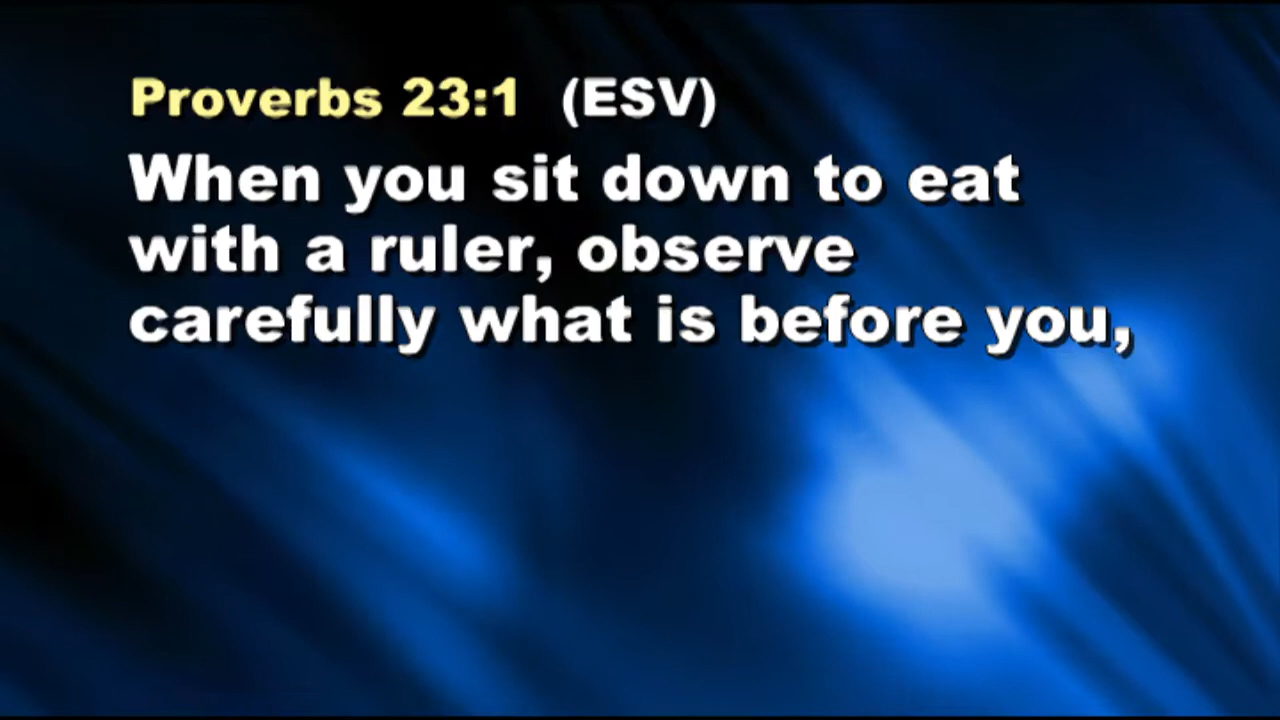 Proverbs 23:1 (ESV)
When you sit down to eat
with a ruler, observe
carefully what is before you,